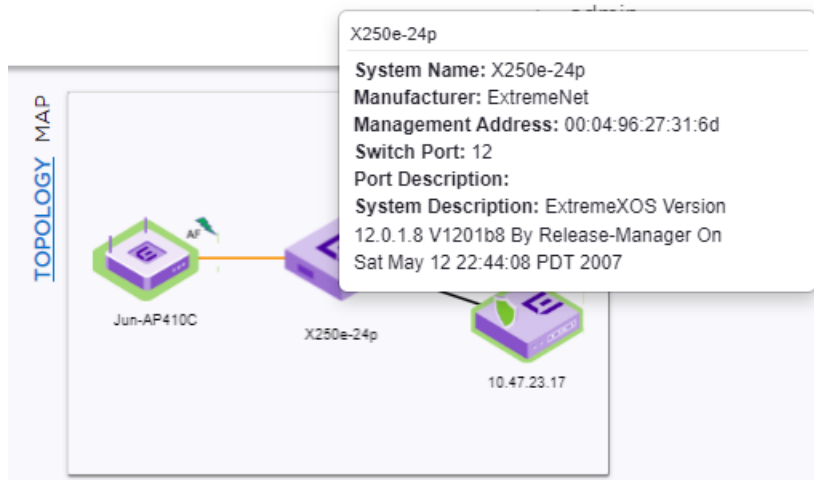 X250e-24p
System Name: X250e-24p
Manufacturer: ExtremeNet
Management Address: 00:04:96:27:31:6d
Switch Port: 12
Port Description:
System Description: ExtremeXOS Version
12.0.1.8 V1201b8 By Release-Manager On
Sat May 12 22:44:08 PDT 2007
TOPOLOGY MAP
AF
Jun-AP410C
X250e-24p
10.47.23.17